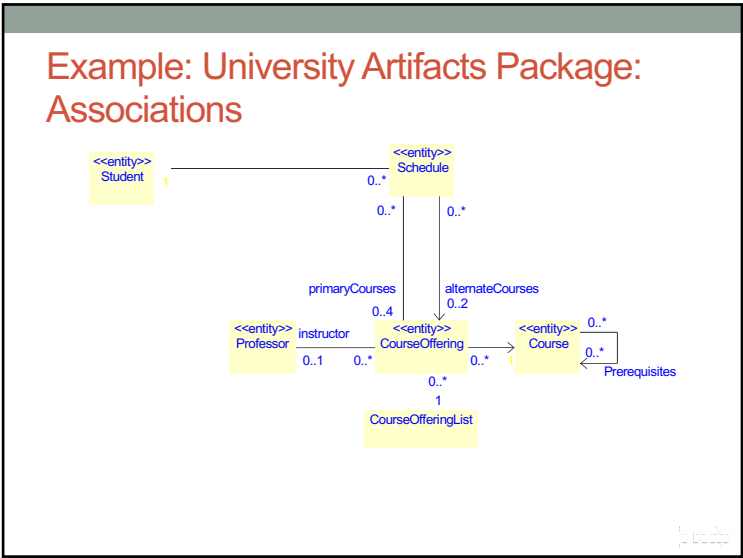 Example: University Artifacts Package:
Associations
<<entity>>
Student
1
0..*
<<entity>>
Schedule
0..*
0..*
primaryCourses
alternateCourses
0..4
0..2
<<entity>>
Professor
instructor
0..1
0..*
<<entity>>
CourseOffering
0..*
1
<<entity>>
Course
0..*
0..*
Prerequisites
0..*
1
CourseOfferingList